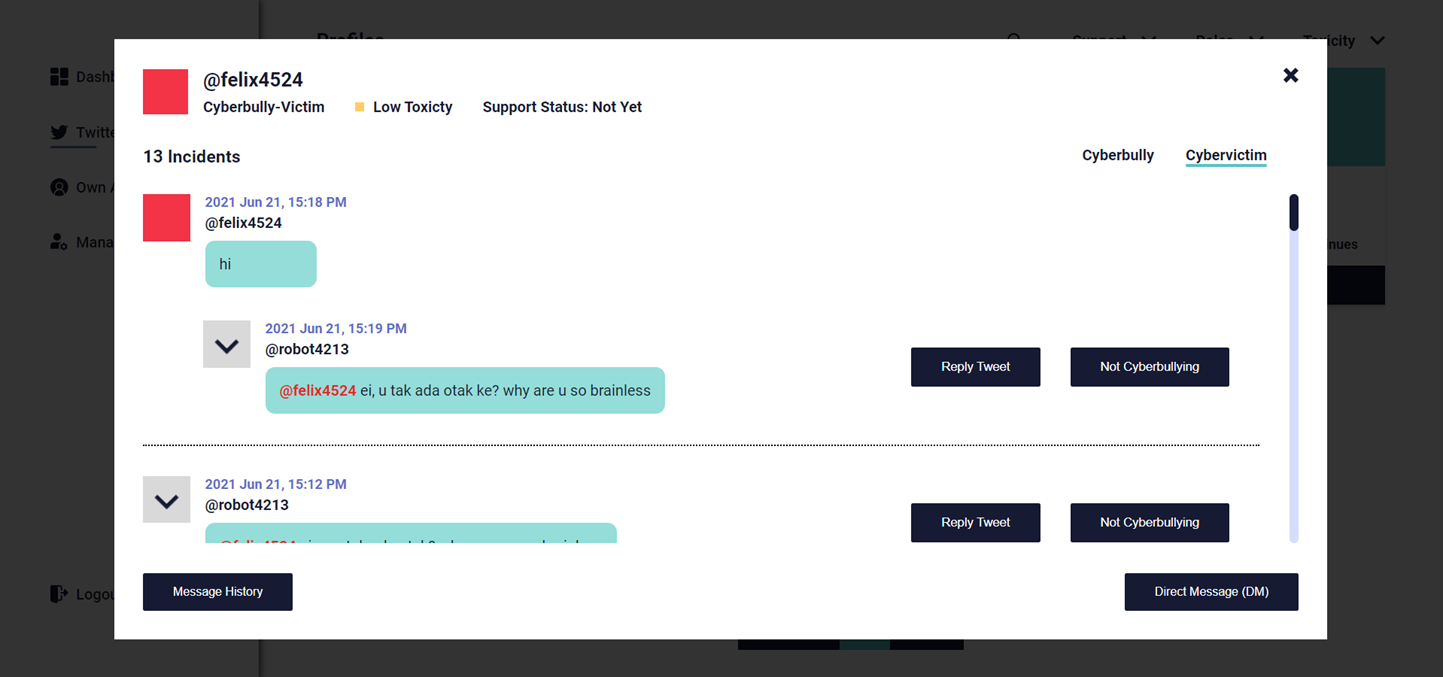 Profiles
Support
Roles
Toxicity
Dashb
Twitte
Own A
Mana
Logou
nues
@felix4524
Cyberbully-Victim
Low Toxicty
Support Status: Not Yet
13 Incidents
Cyberbully
Cybervictim
2021 Jun 21, 15:18 PM
@felix4524
hi
2021 Jun 21, 15:19 PM
@robot4213
@felix4524 ei, u tak ada otak ke? why are u so brainless
Reply Tweet
Not Cyberbullying
2021 Jun 21, 15:12 PM
@robot4213
Reply Tweet
Not Cyberbullying
Message History
Direct Message (DM)